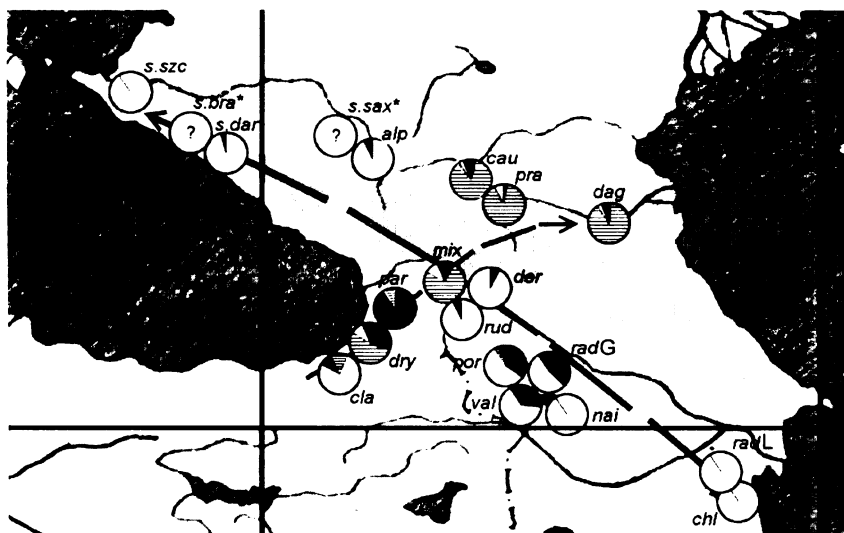 s.szc
s.bra*
s.dar
?
s.sax*
?
alp
cau
pra
dag
mix
der
par
rud
dry
cla
por
radG
val
nai
radL
chl